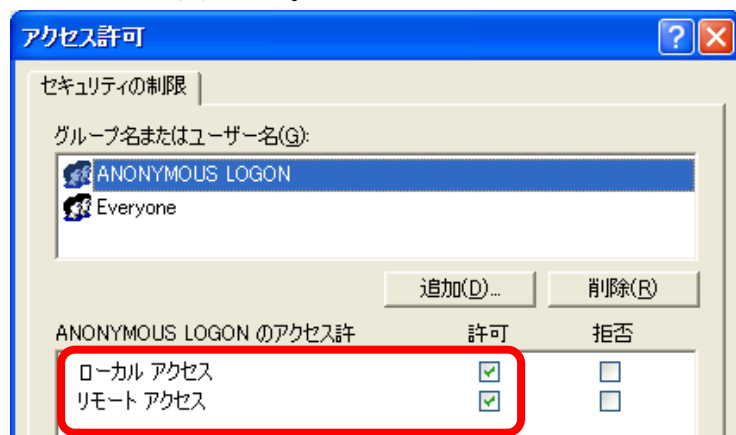 アクセス許可
セキュリティの制限
グループ名またはユーザー名(G):
ANONYMOUS LOGON
Everyone
追加(D)... 削除(R)
ANONYMOUS LOGON のアクセス許 許可 拒否
ローカル アクセス
リモート アクセス